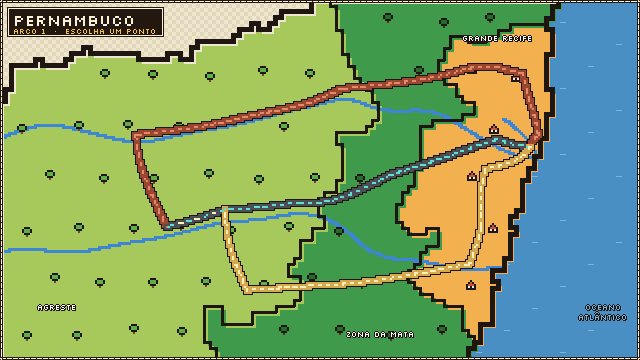 PERNAMBUCO
ARCO 1 · ESCOLHA UM PONTO
GRANDE RECIFE
AGRESTE
OCEANO
ATLÂNTICO
ZONA DA MATA